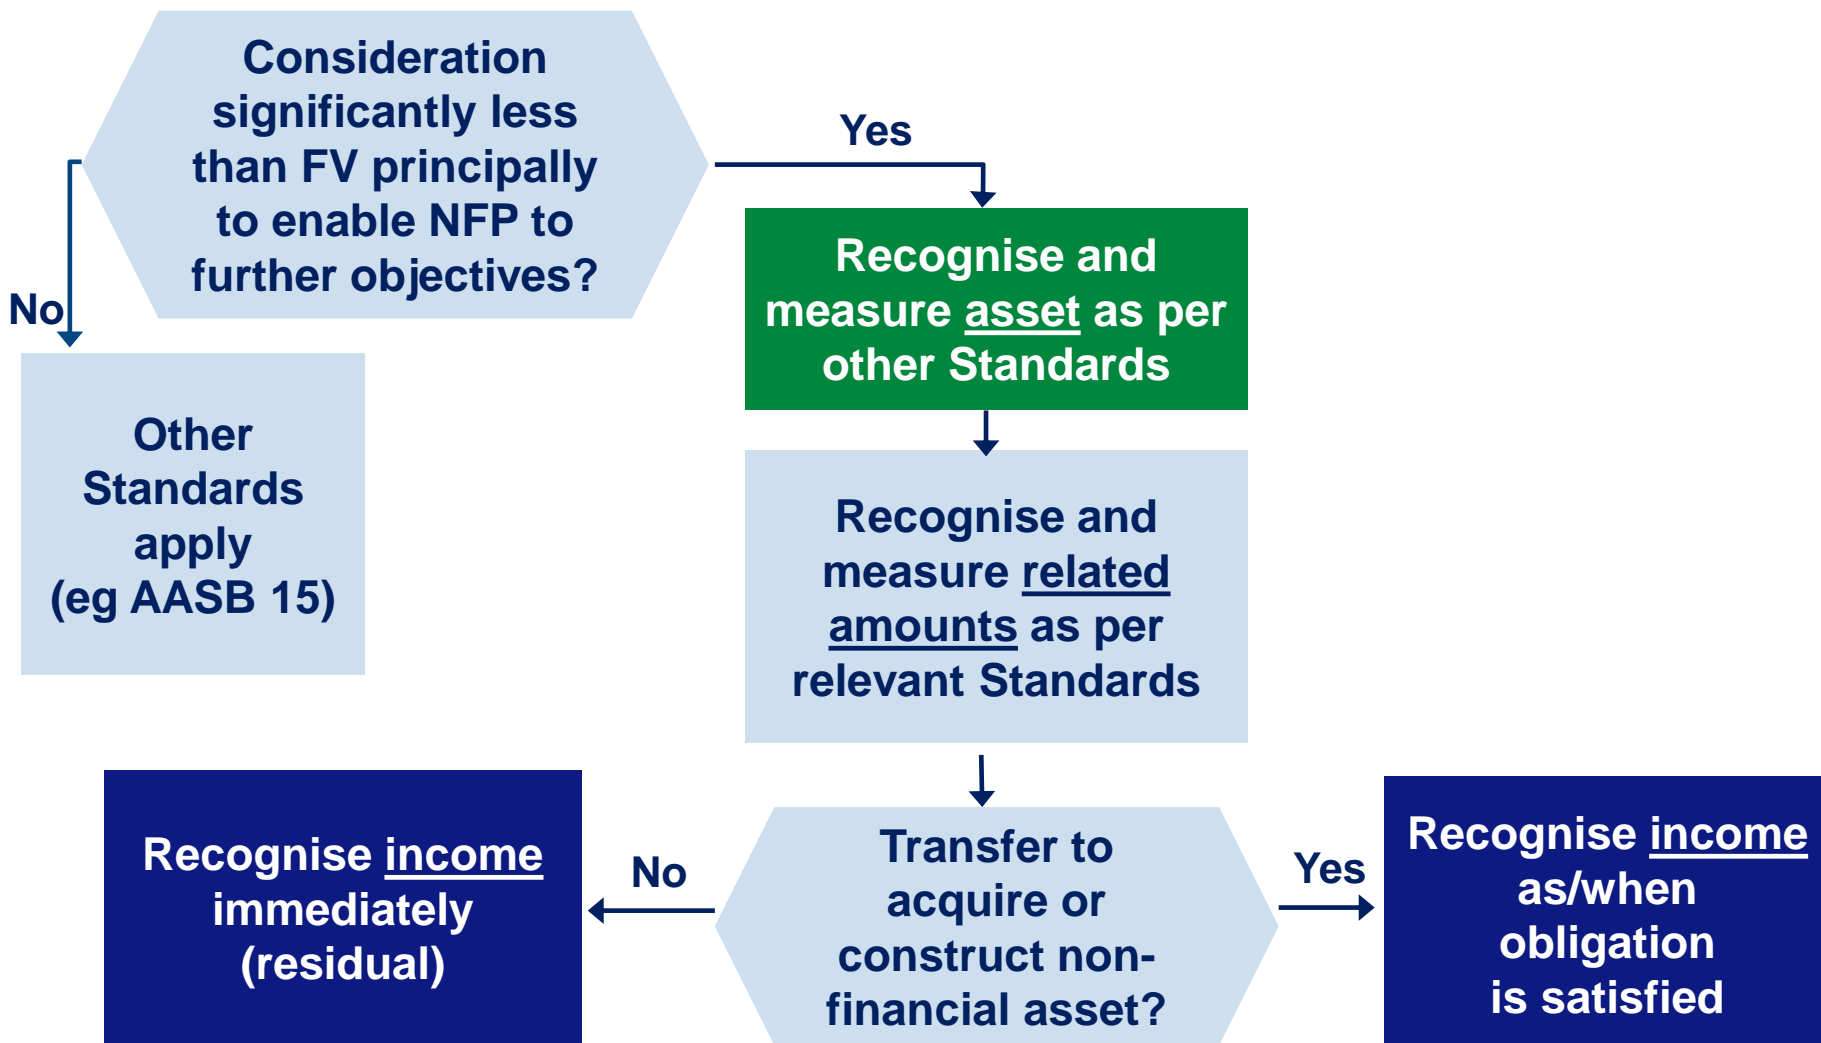 Consideration
significantly less
than FV principally
to enable NFP to
further objectives?
Yes
No
Recognise and
measure asset as per
other Standards
Other
Standards
apply
(eg AASB 15)
Recognise and
measure related
amounts as per
relevant Standards
Transfer to
acquire or
construct non-
financial asset?
No
Recognise income
immediately
(residual)
Yes
Recognise income
as/when
obligation
is satisfied